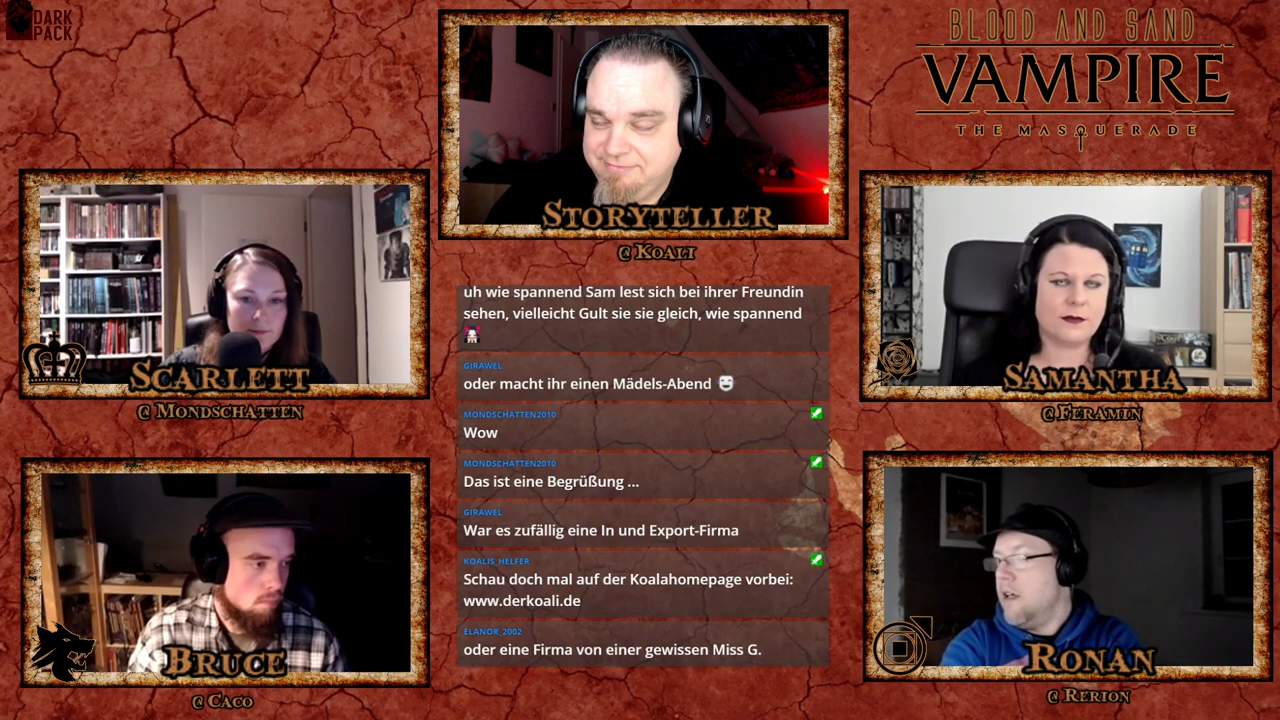 DARK
PACK
BLOOD AND SAND
VAMPIRE
THE MASQUERADE
STORYTELLER
@ KOALI
SCARLETT
@ MONDSCHATTEN
SAMANTHA
@ FERAMIN
uh wie spannend Sam lest sich bei ihrer Freundin
sehen, vielleicht Gult sie sie gleich, wie spannend
GIRAWEL
oder macht ihr einen Mädels-Abend
MONDSCHATTEN2010
Wow
MONDSCHATTEN2010
Das ist eine Begrüßung ...
GIRAWEL
War es zufällig eine In und Export-Firma
KOALIS_HELFER
Schau doch mal auf der Koalahomepage vorbei:
www.derkoali.de
ELANOR_2002
oder eine Firma von einer gewissen Miss G.
BRUCE
@ CACO
RONAN
@ RERION